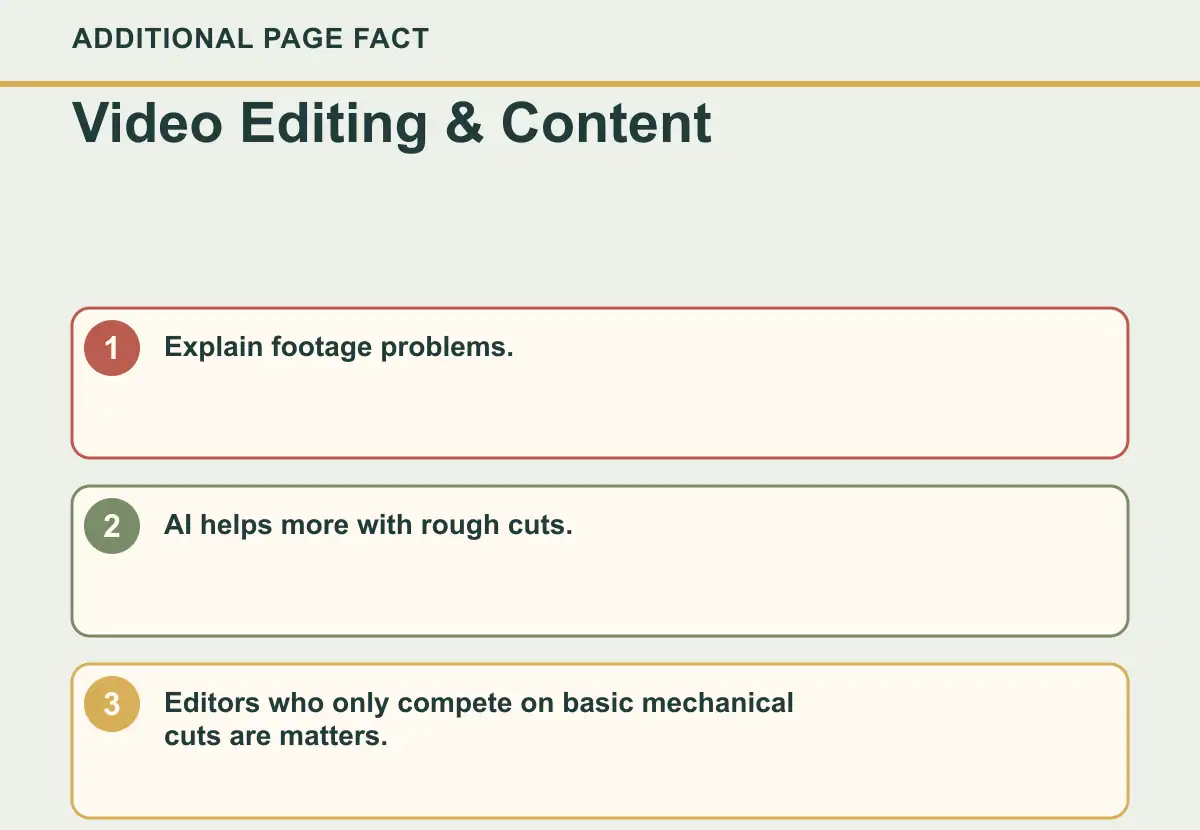 ADDITIONAL PAGE FACT
Video Editing & Content
1
Explain footage problems.
2
AI helps more with rough cuts.
3
Editors who only compete on basic mechanical
cuts are matters.